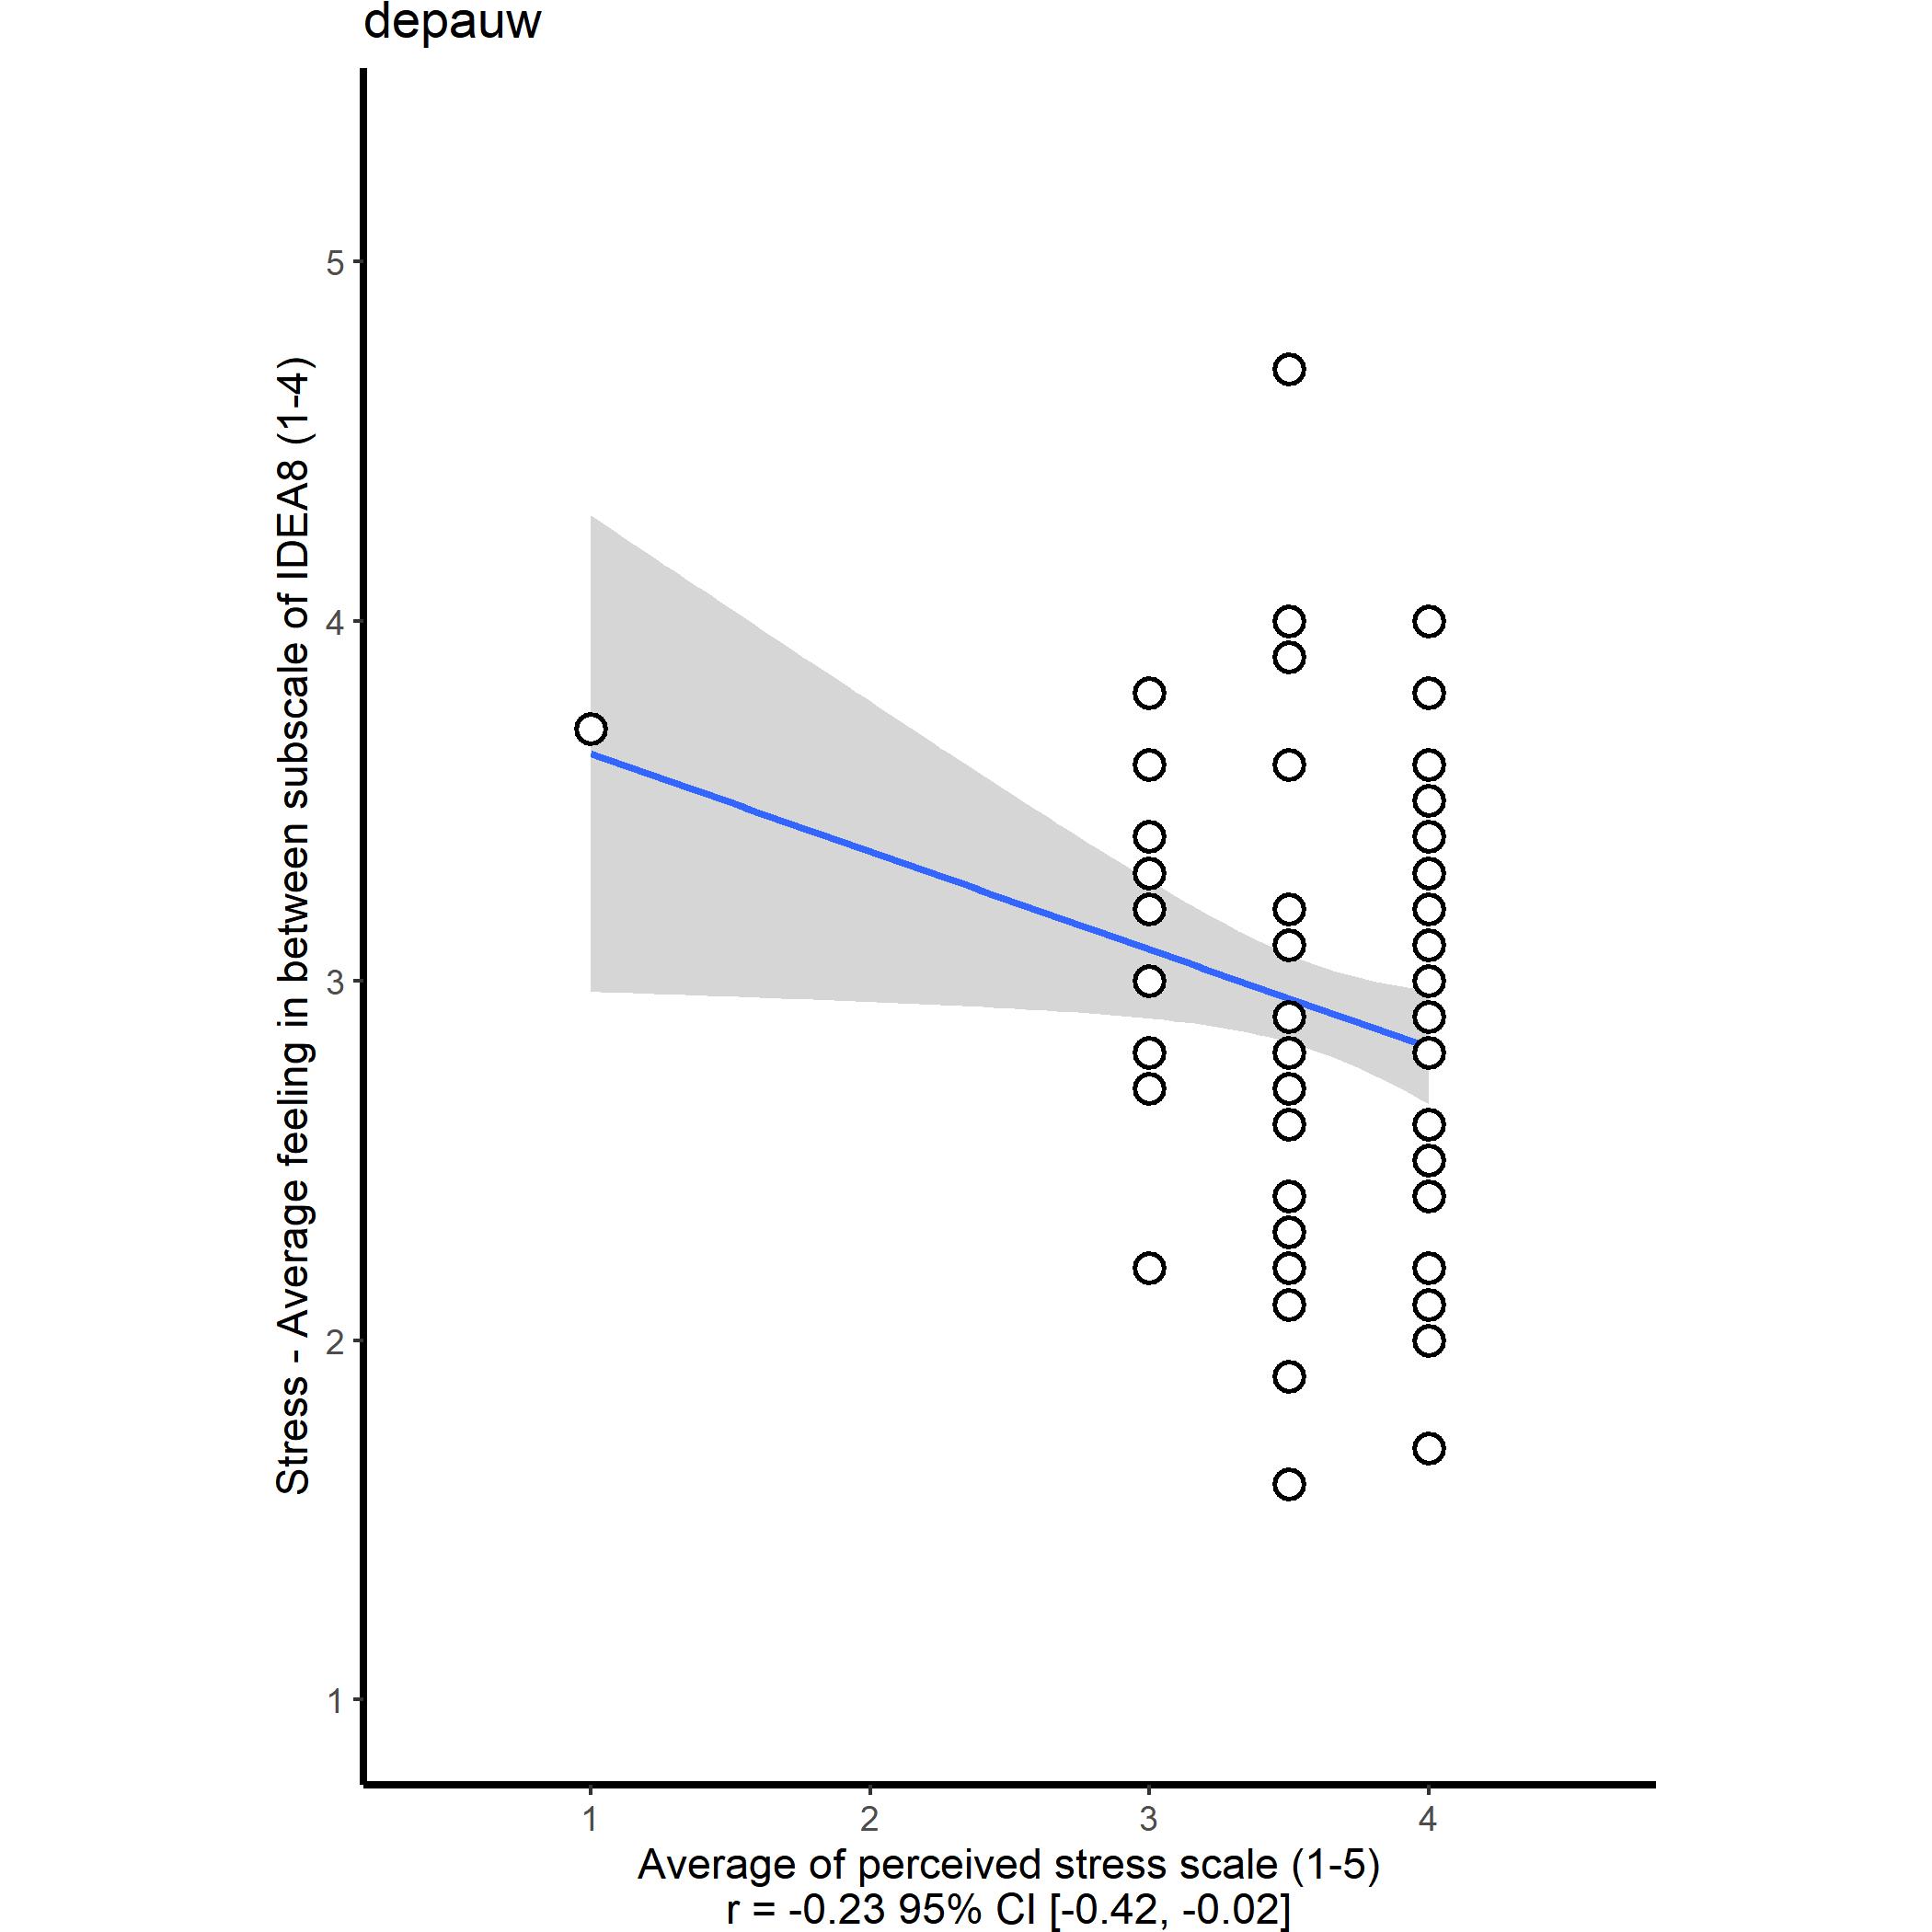 depauw
Stress - Average feeling in between subscale of IDEA8 (1-4)
5
4
3
2
1
1 2 3 4
Average of perceived stress scale (1-5)
r = -0.23 95% CI [-0.42, -0.02]